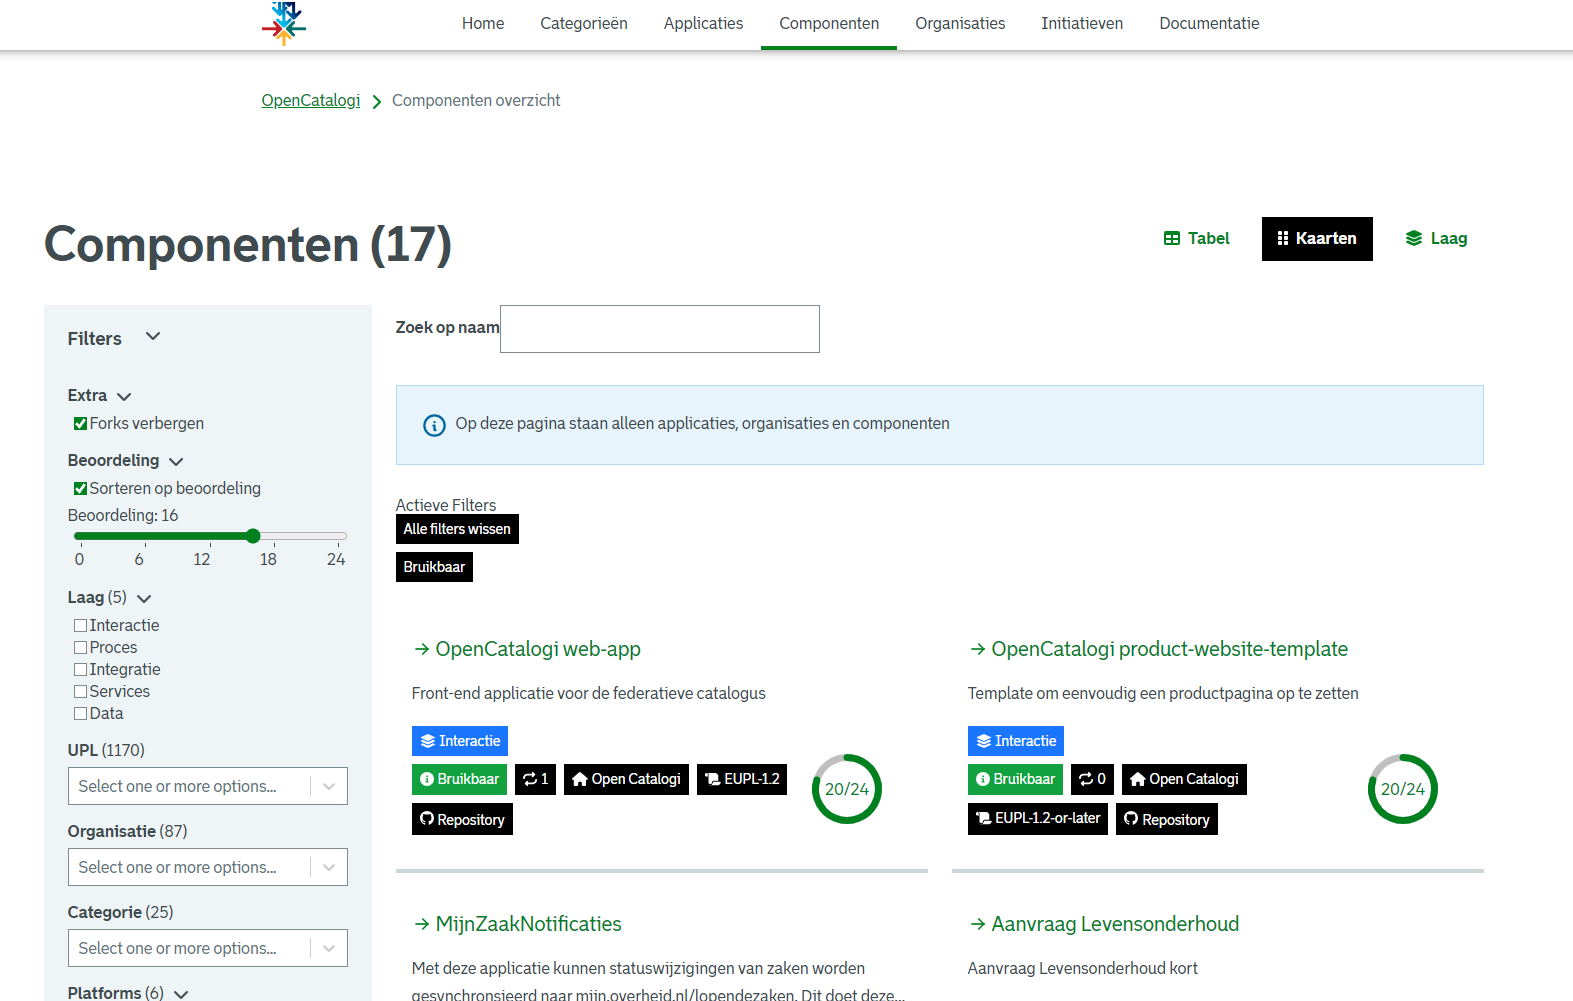 Home Categorieën Applicaties Componenten Organisaties Initiatieven Documentatie
OpenCatalogi Componenten overzicht
Componenten (17)
Tabel Kaarten Laag
Filters
Extra
Forks verbergen
Beoordeling
Sorteren op beoordeling
Beoordeling: 16
0 6 12 18 24
Laag (5)
Interactie
Proces
Integratie
Services
Data
UPL (1170)
Select one or more options...
Organisatie (87)
Select one or more options...
Categorie (25)
Select one or more options...
Platforms (6)
Zoek op naam
Op deze pagina staan alleen applicaties, organisaties en componenten
Actieve Filters
Alle filters wissen
Bruikbaar
OpenCatalogi web-app
Front-end applicatie voor de federatieve catalogus
Interactie
Bruikbaar 1 Open Catalogi EUPL-1.2
Repository
20/24
OpenCatalogi product-website-template
Template om eenvoudig een productpagina op te zetten
Interactie
Bruikbaar 0 Open Catalogi
EUPL-1.2-or-later Repository
20/24
MijnZaakNotificaties
Met deze applicatie kunnen statuswijzigingen van zaken worden
gesynchronsieerd naar mijn.overheid.nl/lopendezaken. Dit doet deze...
Aanvraag Levensonderhoud
Aanvraag Levensonderhoud kort